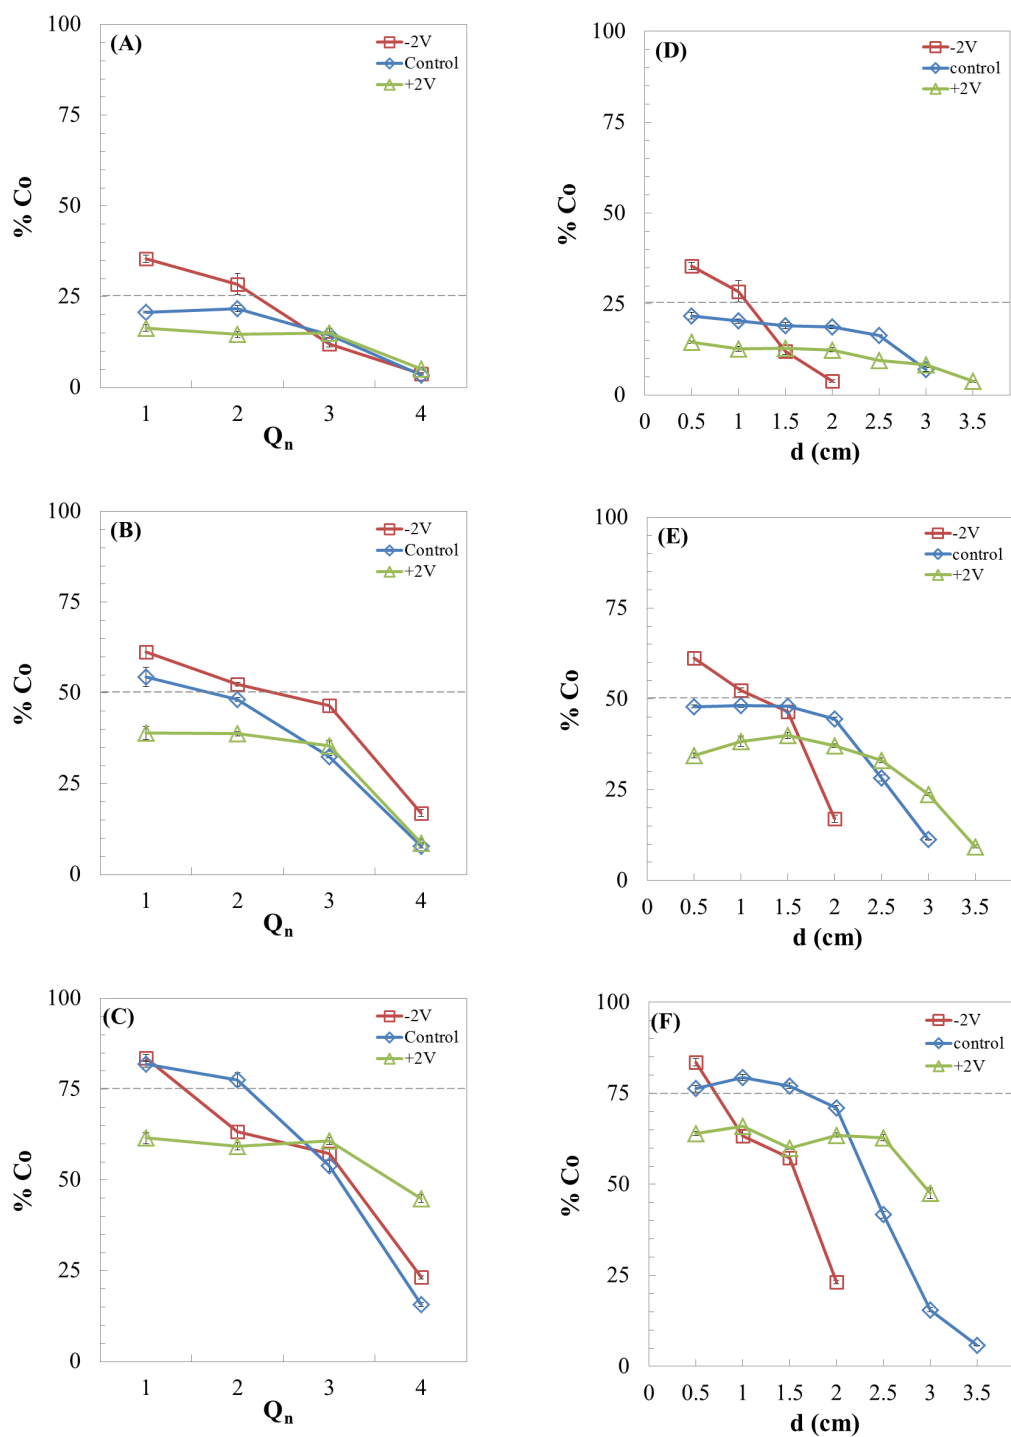 (A)
-2V
Control
+2V
100
75
50
25
0
% Co
1 2 3 4
Qn
(D)
-2V
control
+2V
100
75
50
25
0
% Co
0 0.5 1 1.5 2 2.5 3 3.5
d (cm)
(B)
-2V
Control
+2V
100
75
50
25
0
% Co
1 2 3 4
Qn
(E)
-2V
control
+2V
100
75
50
25
0
% Co
0 0.5 1 1.5 2 2.5 3 3.5
d (cm)
(C)
-2V
Control
+2V
100
75
50
25
0
% Co
1 2 3 4
Qn
(F)
-2V
control
+2V
100
75
50
25
0
% Co
0 0.5 1 1.5 2 2.5 3 3.5
d (cm)